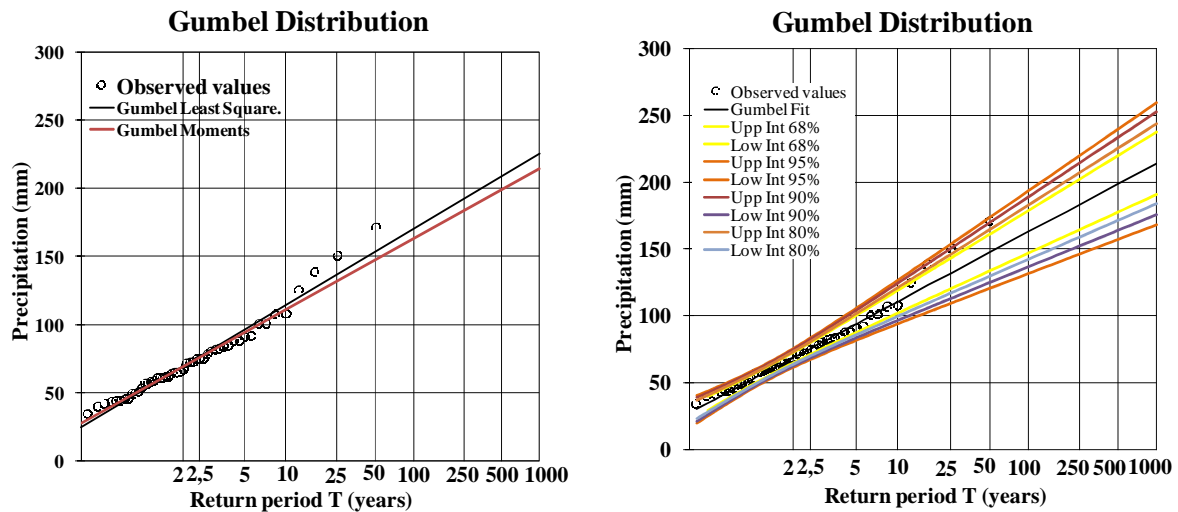 Gumbel Distribution
300
250
200
150
100
50
0
Precipitation (mm)
Observed values
Gumbel Least Square.
Gumbel Moments
2 2,5 5 10 25 50 100 250 500 1000
Return period T (years)
Gumbel Distribution
300
250
200
150
100
50
0
Precipitation (mm)
Observed values
Gumbel Fit
Upp Int 68%
Low Int 68%
Upp Int 95%
Low Int 95%
Upp Int 90%
Low Int 90%
Upp Int 80%
Low Int 80%
2 2,5 5 10 25 50 100 250 500 1000
Return period T (years)